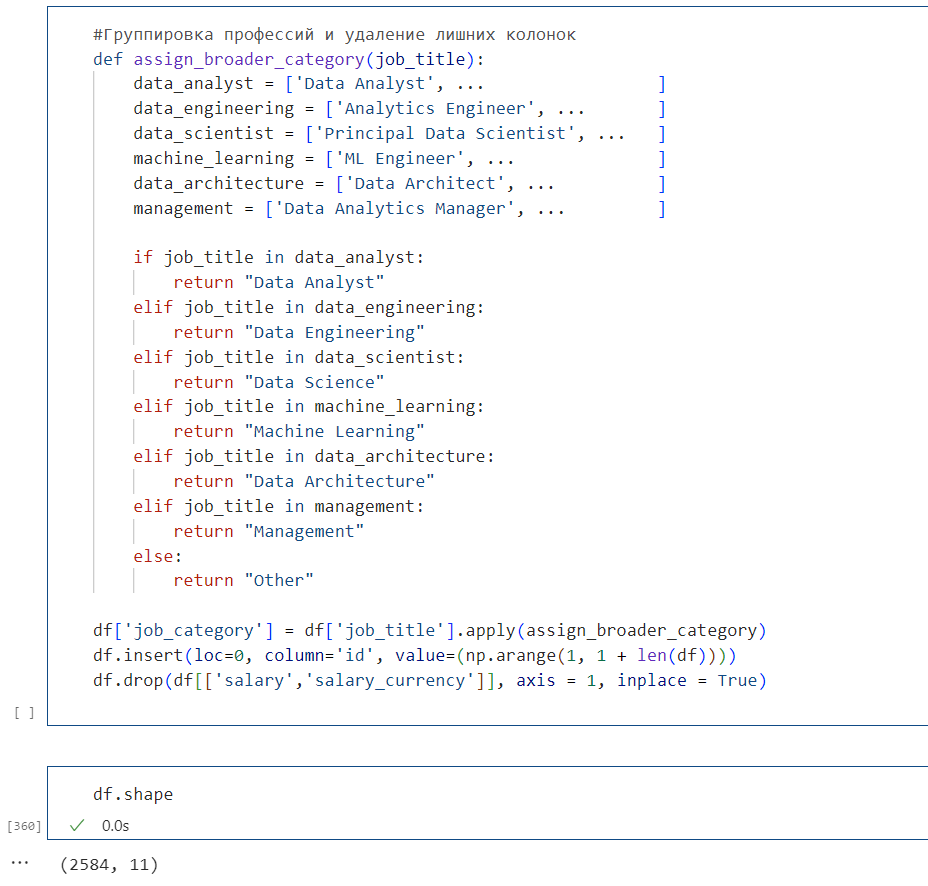 #Группировка профессий и удаление лишних колонок
def assign_broader_category(job_title):
    data_analyst = ['Data Analyst', ...                 ]
    data_engineering = ['Analytics Engineer', ...       ]
    data_scientist = ['Principal Data Scientist', ...   ]
    machine_learning = ['ML Engineer', ...              ]
    data_architecture = ['Data Architect', ...          ]
    management = ['Data Analytics Manager', ...         ]

    if job_title in data_analyst:
        return "Data Analyst"
    elif job_title in data_engineering:
        return "Data Engineering"
    elif job_title in data_scientist:
        return "Data Science"
    elif job_title in machine_learning:
        return "Machine Learning"
    elif job_title in data_architecture:
        return "Data Architecture"
    elif job_title in management:
        return "Management"
    else:
        return "Other"

df['job_category'] = df['job_title'].apply(assign_broader_category)
df.insert(loc=0, column='id', value=(np.arange(1, 1 + len(df))))
df.drop(df[['salary','salary_currency']], axis = 1, inplace = True)
[ ]
df.shape
[360] ✓ 0.0s
... (2584, 11)